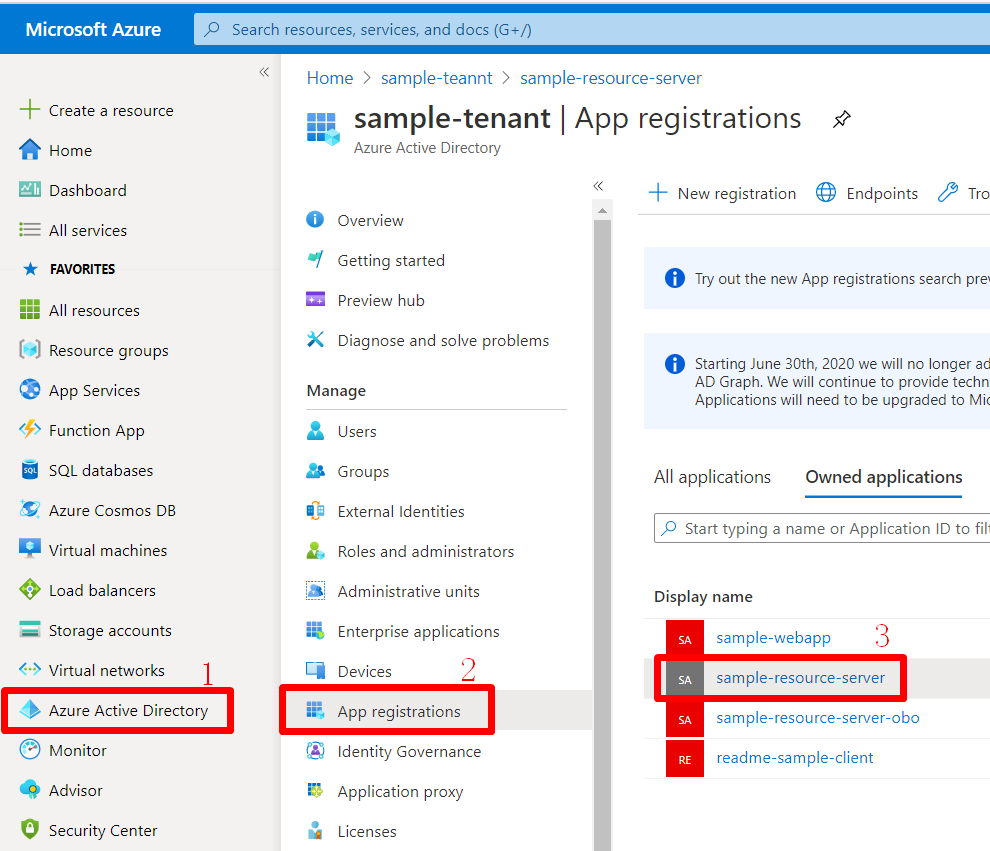 Microsoft Azure
Search resources, services, and docs (G+/)
Create a resource
Home
Dashboard
All services
FAVORITES
All resources
Resource groups
App Services
Function App
SQL databases
Azure Cosmos DB
Virtual machines
Load balancers
Storage accounts
Virtual networks
1
Azure Active Directory
Monitor
Advisor
Security Center
Home > sample-teannt > sample-resource-server
sample-tenant | App registrations
Azure Active Directory
Overview
Getting started
Preview hub
Diagnose and solve problems
Manage
Users
Groups
External Identities
Roles and administrators
Administrative units
Enterprise applications
Devices
2
App registrations
Identity Governance
Application proxy
Licenses
New registration
Endpoints
Tro
Try out the new App registrations search prev
Starting June 30th, 2020 we will no longer ad
AD Graph. We will continue to provide techn
Applications will need to be upgraded to Mic
All applications
Owned applications
Start typing a name or Application ID to filt
Display name
SA sample-webapp
3
SA sample-resource-server
SA sample-resource-server-obo
RE readme-sample-client